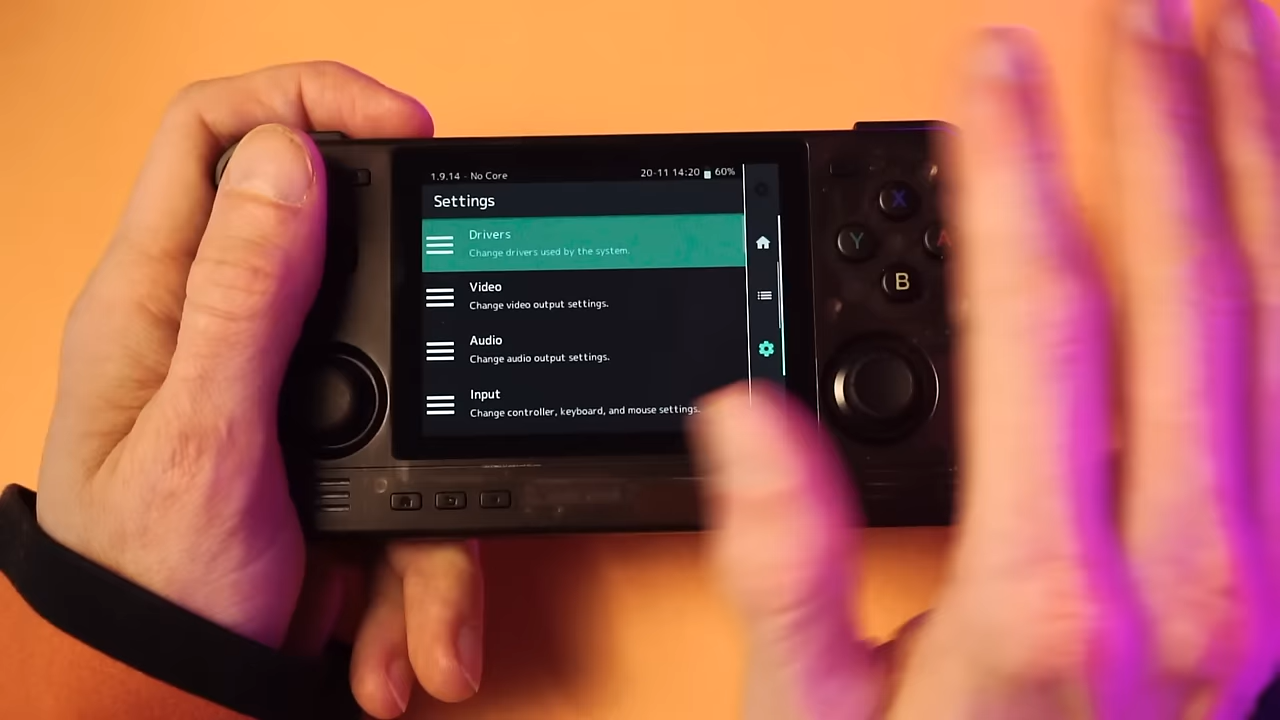 1.9.14 - No Core 20-11 14:20 60%
Settings
Drivers
Change drivers used by the system.
Video
Change video output settings.
Audio
Change audio output settings.
Input
Change controller, keyboard, and mouse settings.
X
Y
A
B